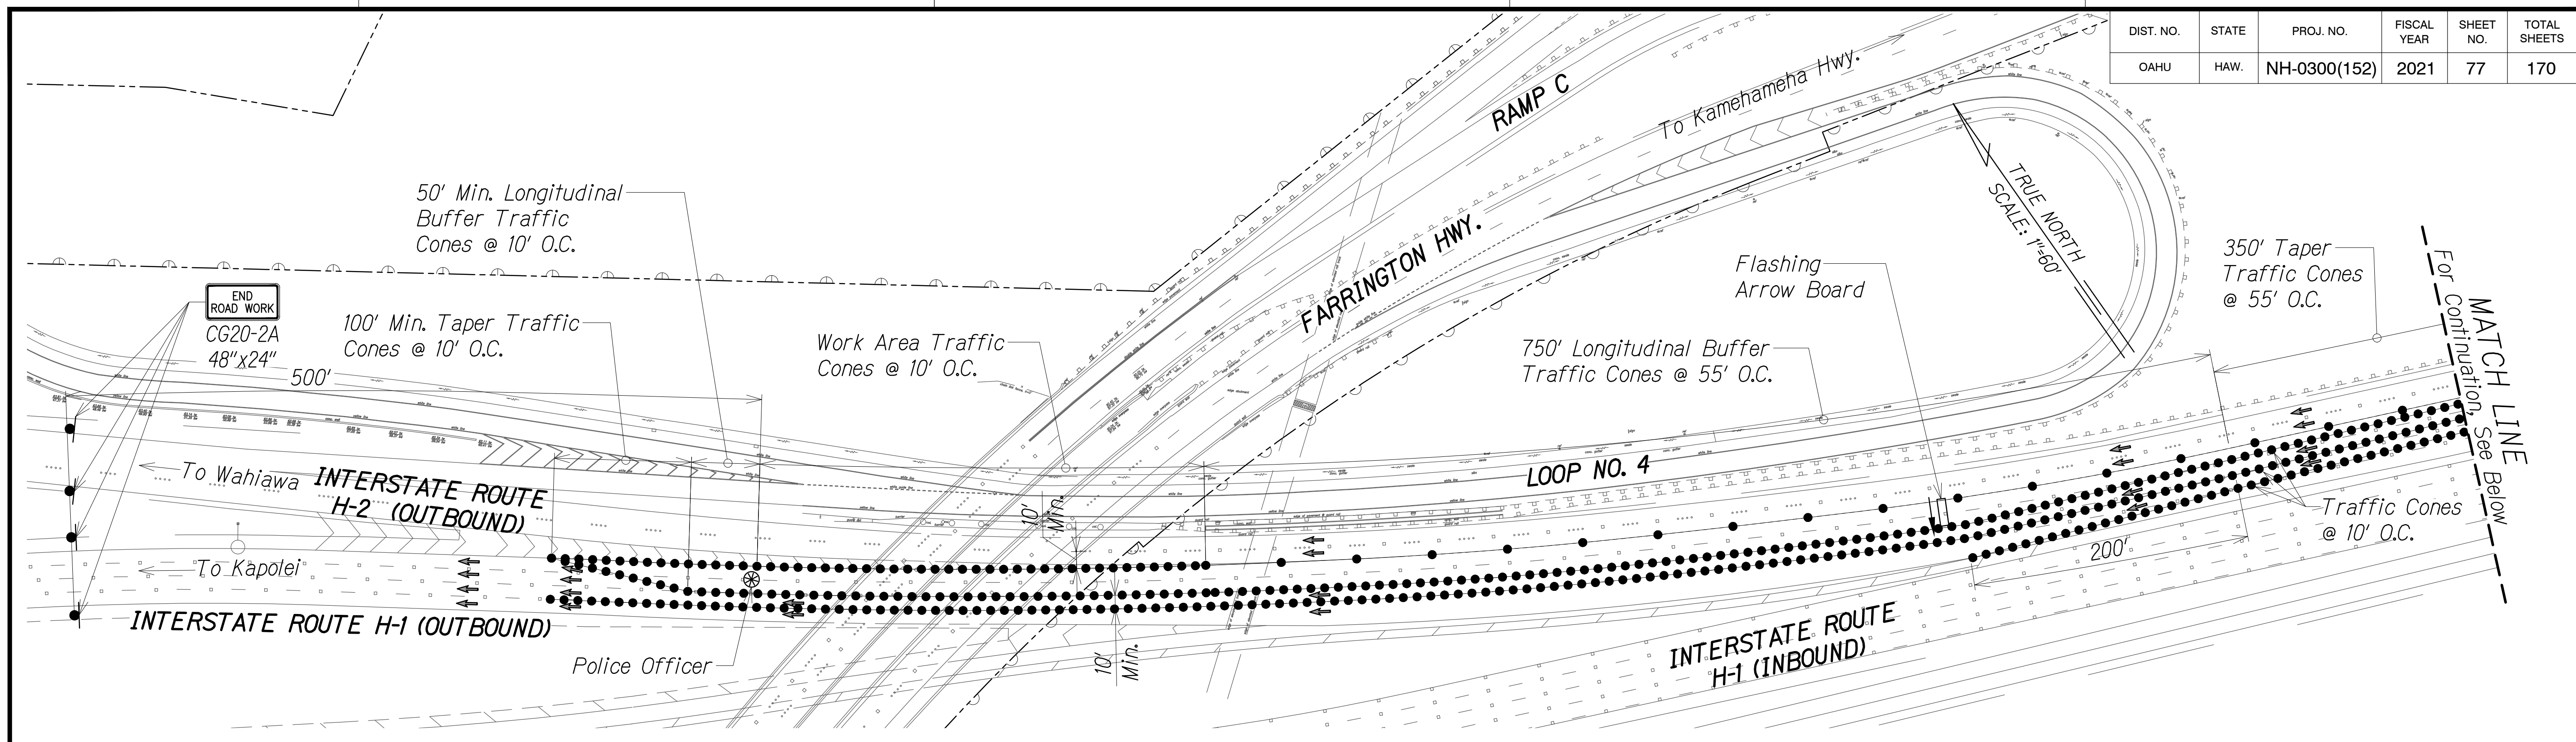 DIST. NO.
STATE
PROJ. NO.
FISCAL
YEAR
SHEET
NO.
TOTAL
SHEETS
OAHU
HAW.
NH-0300(152)
2021
77
170
RAMP C
To Kamehameha Hwy.
FARRINGTON HWY.
TRUE NORTH
SCALE: 1"=60'
50' Min. Longitudinal
Buffer Traffic
Cones @ 10' O.C.
END
ROAD WORK
CG20-2A
48"x24"
100' Min. Taper Traffic
Cones @ 10' O.C.
500'
Work Area Traffic
Cones @ 10' O.C.
Flashing
Arrow Board
750' Longitudinal Buffer
Traffic Cones @ 55' O.C.
350' Taper
Traffic Cones
@ 55' O.C.
MATCH LINE
For Continuation, See Below
To Wahiawa
INTERSTATE ROUTE
H-2 (OUTBOUND)
LOOP NO. 4
10'
Min.
Traffic Cones
@ 10' O.C.
200'
To Kapolei
INTERSTATE ROUTE H-1 (OUTBOUND)
Police Officer
10'
Min.
INTERSTATE ROUTE
H-1 (INBOUND)